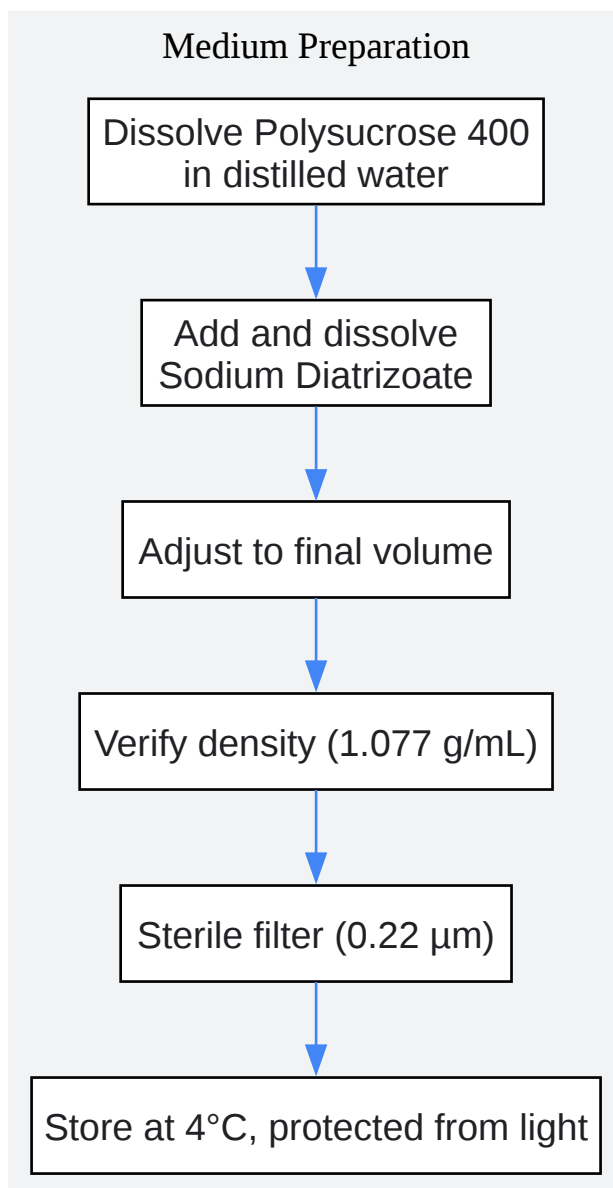 Medium Preparation
Dissolve Polysucrose 400
in distilled water
Add and dissolve
Sodium Diatrizoate
Adjust to final volume
Verify density (1.077 g/mL)
Sterile filter (0.22 µm)
Store at 4°C, protected from light